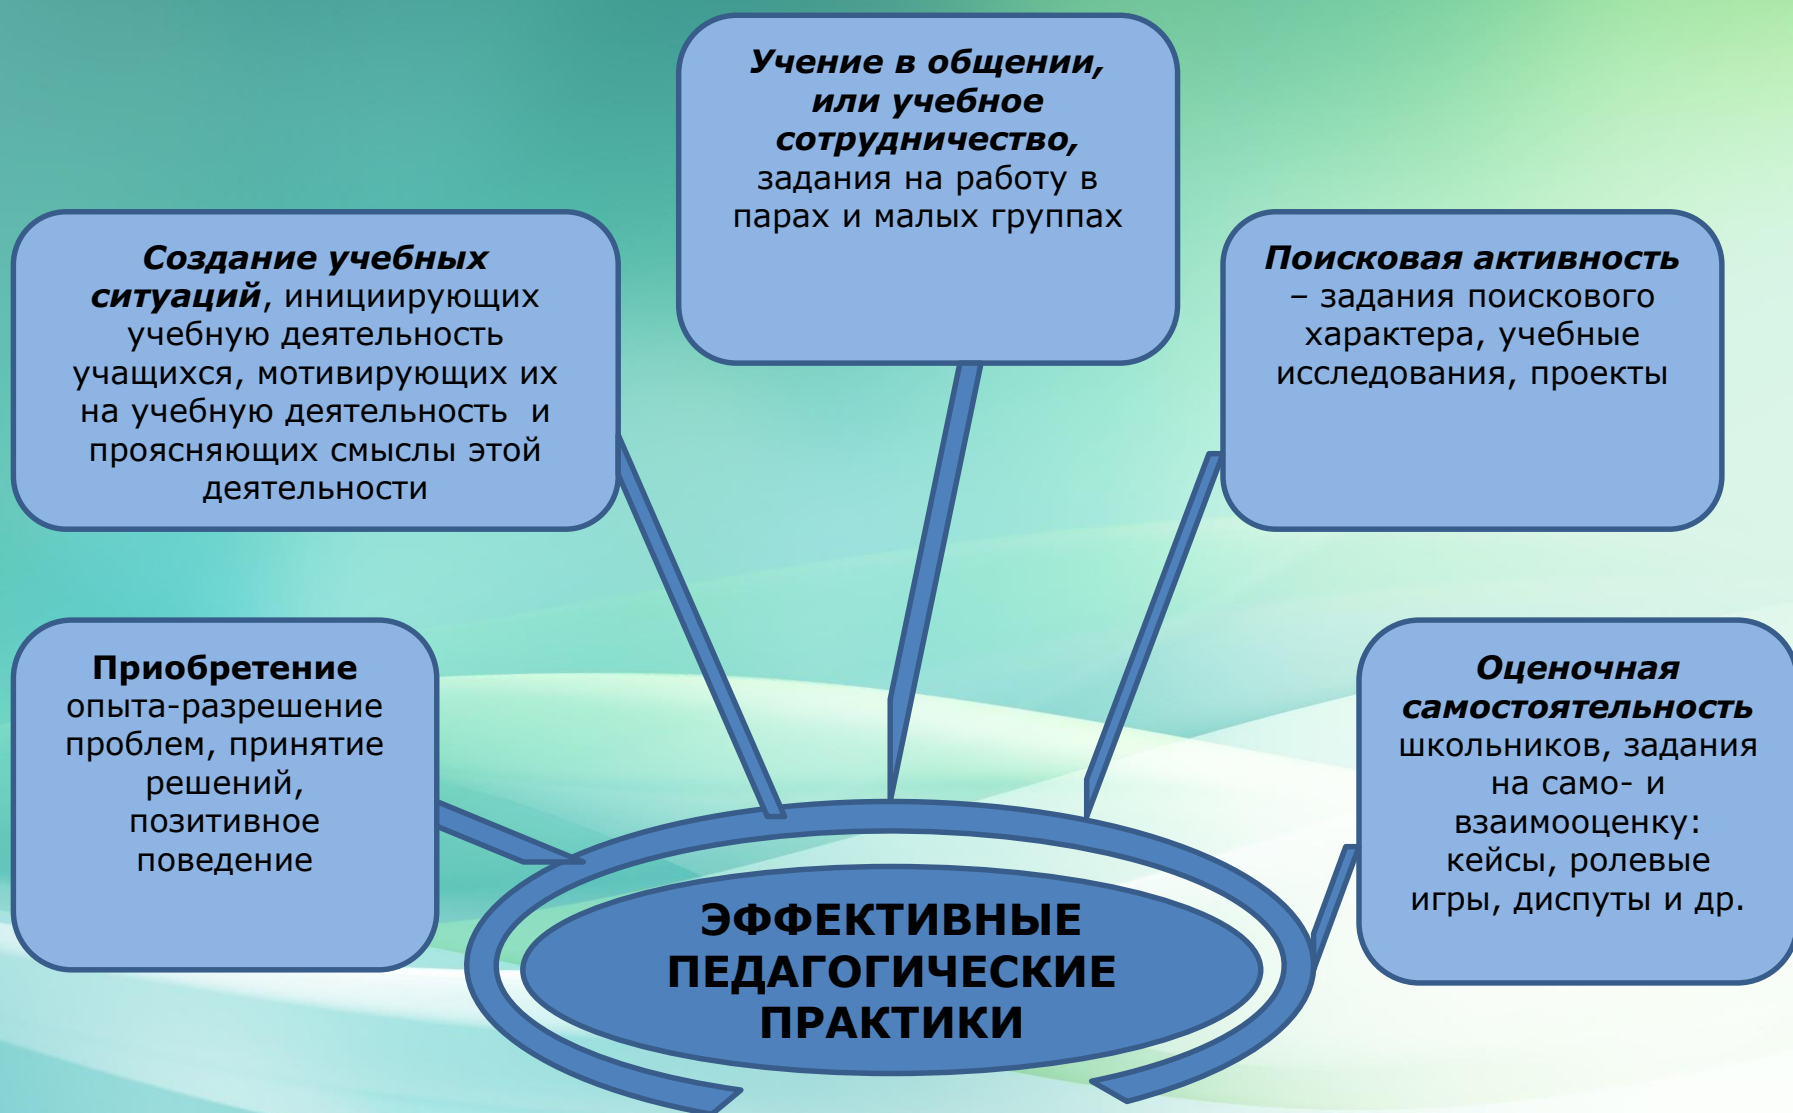 Учение в общении,
или учебное
сотрудничество,
задания на работу в
парах и малых группах
Создание учебных
ситуаций, инициирующих
учебную деятельность
учащихся, мотивирующих их
на учебную деятельность и
проясняющих смыслы этой
деятельности
Поисковая активность
– задания поискового
характера, учебные
исследования, проекты
Приобретение
опыта-разрешение
проблем, принятие
решений,
позитивное
поведение
Оценочная
самостоятельность
школьников, задания
на само- и
взаимооценку:
кейсы, ролевые
игры, диспуты и др.
ЭФФЕКТИВНЫЕ
ПЕДАГОГИЧЕСКИЕ
ПРАКТИКИ